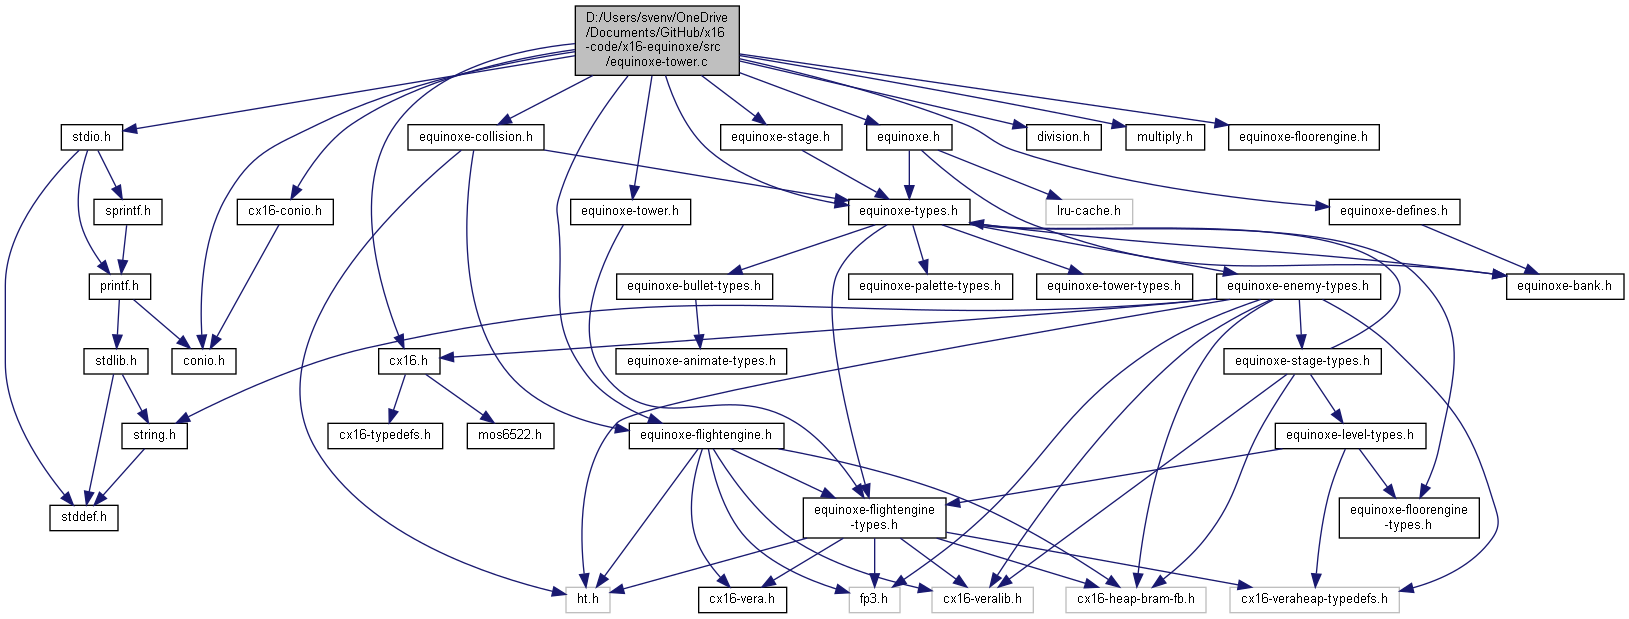 D:/Users/svenv/OneDrive
/Documents/GitHub/x16
-code/x16-equinoxe/src
/equinoxe-tower.c
stdio.h
equinoxe-collision.h
equinoxe-stage.h
equinoxe.h
division.h
multiply.h
equinoxe-floorengine.h
sprintf.h
cx16-conio.h
equinoxe-tower.h
equinoxe-types.h
lru-cache.h
equinoxe-defines.h
printf.h
equinoxe-bullet-types.h
equinoxe-palette-types.h
equinoxe-tower-types.h
equinoxe-enemy-types.h
equinoxe-bank.h
stdlib.h
conio.h
cx16.h
equinoxe-animate-types.h
equinoxe-stage-types.h
string.h
cx16-typedefs.h
mos6522.h
equinoxe-flightengine.h
equinoxe-level-types.h
stddef.h
equinoxe-flightengine
-types.h
equinoxe-floorengine
-types.h
ht.h
cx16-vera.h
fp3.h
cx16-veralib.h
cx16-heap-bram-fb.h
cx16-veraheap-typedefs.h